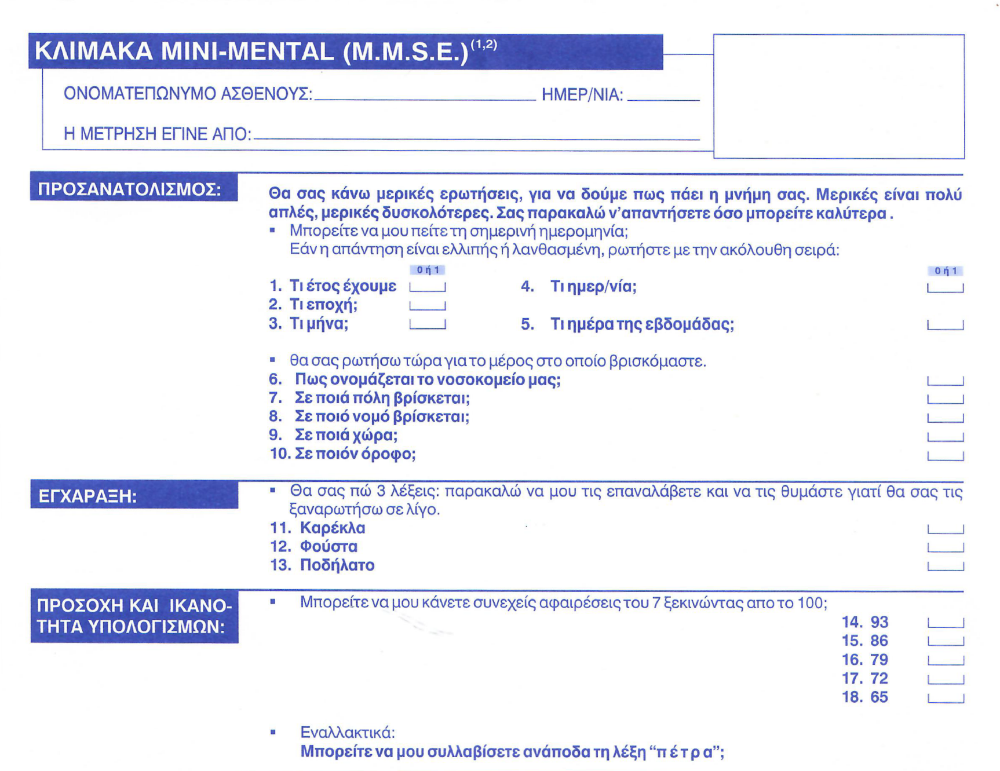 ΚΛΙΜΑΚΑ MINI-MENTAL (M.M.S.E.)(1,2)
ΟΝΟΜΑΤΕΠΩΝΥΜΟ ΑΣΘΕΝΟΥΣ: ΗΜΕΡ/ΝΙΑ:
Η ΜΕΤΡΗΣΗ ΕΓΙΝΕ ΑΠΟ:
ΠΡΟΣΑΝΑΤΟΛΙΣΜΟΣ:
Θα σας κάνω μερικές ερωτήσεις, για να δούμε πως πάει η μνήμη σας. Μερικές είναι πολύ
απλές, μερικές δυσκολότερες. Σας παρακαλώ ν'απαντήσετε όσο μπορείτε καλύτερα .
▪ Μπορείτε να μου πείτε τη σημερινή ημερομηνία;
Εάν η απάντηση είναι ελλιπής ή λανθασμένη, ρωτήστε με την ακόλουθη σειρά:
0 ή 1 0 ή 1
1. Τι έτος έχουμε 4. Τι ημερ/νία;
2. Τι εποχή;
3. Τι μήνα; 5. Τι ημέρα της εβδομάδας;
▪ θα σας ρωτήσω τώρα για το μέρος στο οποίο βρισκόμαστε.
6. Πως ονομάζεται το νοσοκομείο μας;
7. Σε ποιά πόλη βρίσκεται;
8. Σε ποιό νομό βρίσκεται;
9. Σε ποιά χώρα;
10. Σε ποιόν όροφο;
ΕΓΧΑΡΑΞΗ:
▪ Θα σας πώ 3 λέξεις: παρακαλώ να μου τις επαναλάβετε και να τις θυμάστε γιατί θα σας τις
ξαναρωτήσω σε λίγο.
11. Καρέκλα
12. Φούστα
13. Ποδήλατο
ΠΡΟΣΟΧΗ ΚΑΙ ΙΚΑΝΟ-
ΤΗΤΑ ΥΠΟΛΟΓΙΣΜΩΝ:
▪ Μπορείτε να μου κάνετε συνεχείς αφαιρέσεις του 7 ξεκινώντας απο το 100;
14. 93
15. 86
16. 79
17. 72
18. 65
▪ Εναλλακτικά:
Μπορείτε να μου συλλαβίσετε ανάποδα τη λέξη “π έ τ ρ α”;